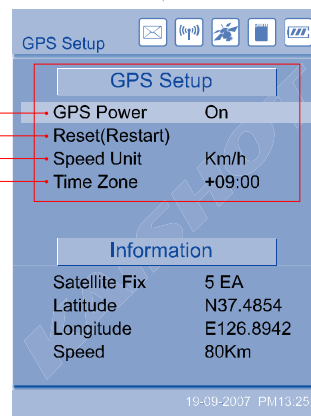 GPS Setup
GPS Setup
GPS Power On
Reset(Restart)
Speed Unit Km/h
Time Zone +09:00
Information
Satellite Fix 5 EA
Latitude N37.4854
Longitude E126.8942
Speed 80Km
19-09-2007 PM13:25